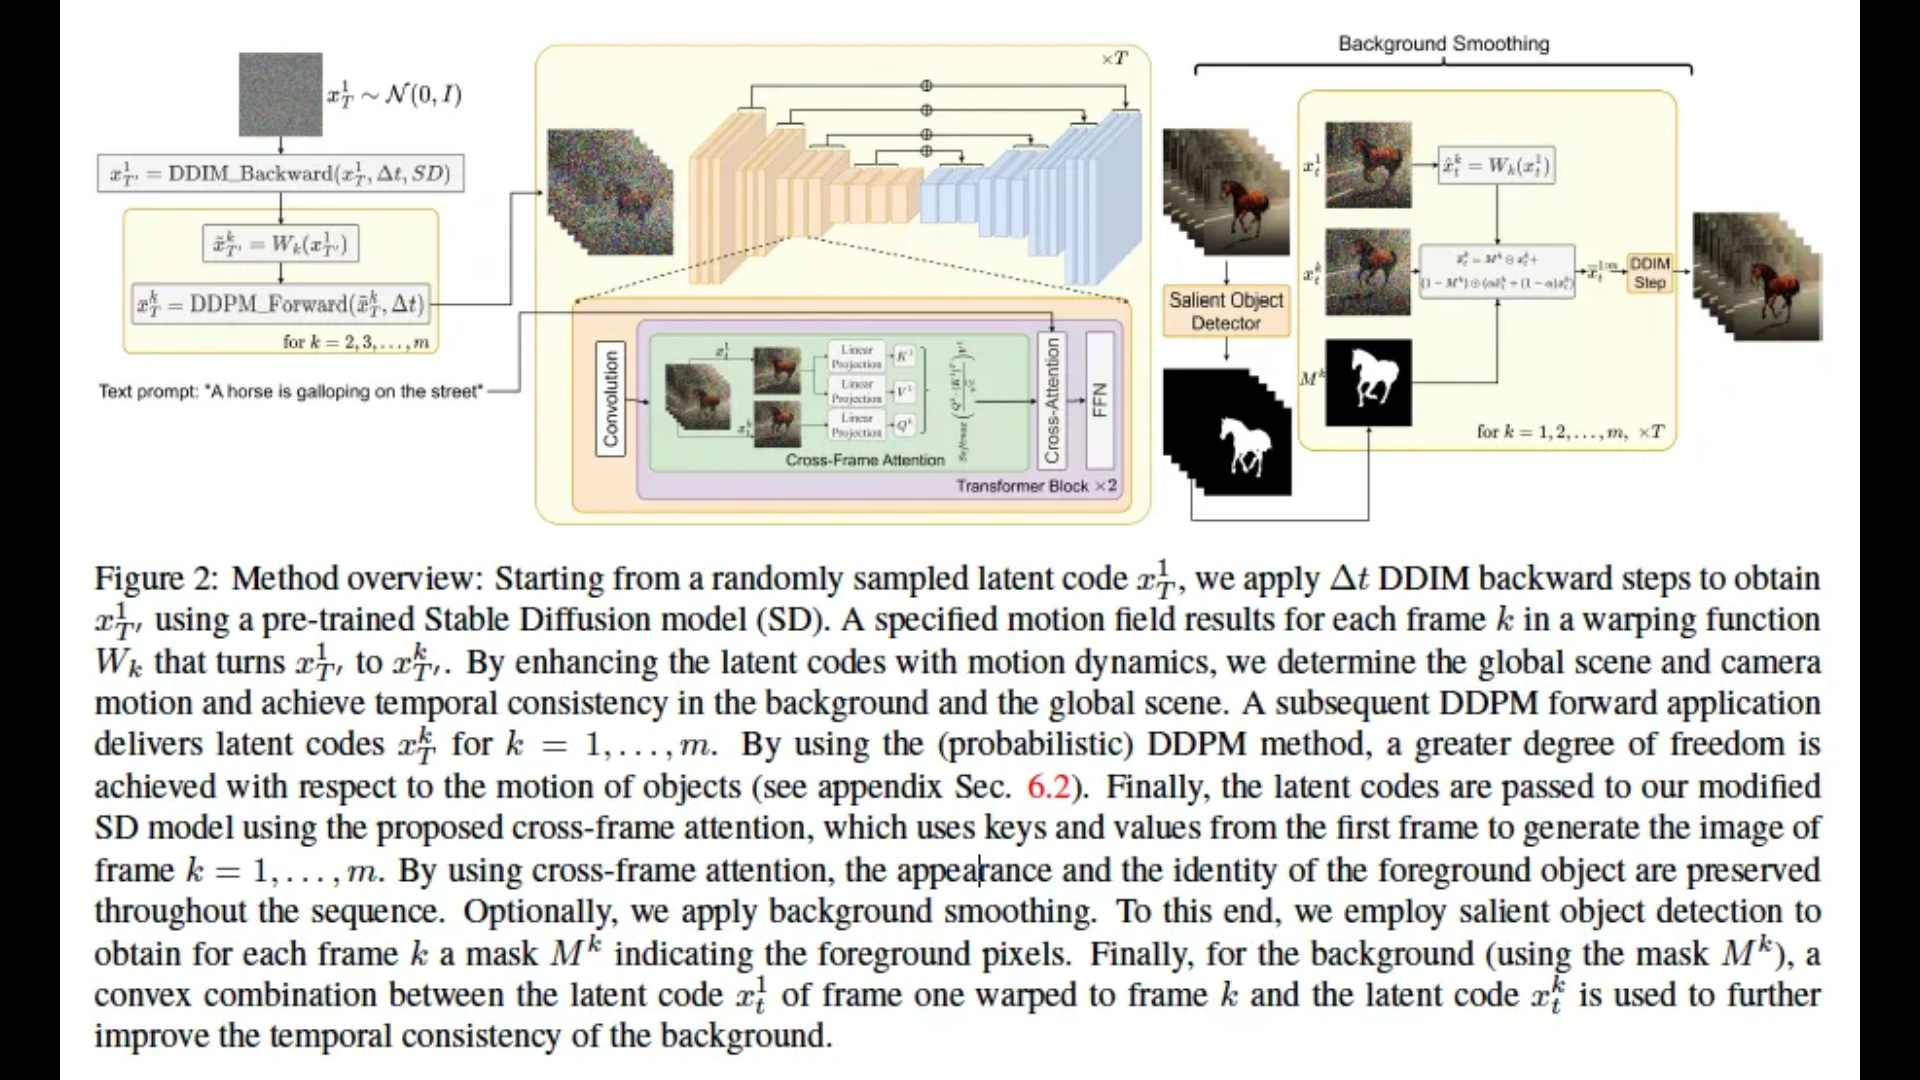 x_T^1 ∼ N(0, I)
x_{T'}^1 = DDIM_Backward(x_T^1, Δt, SD)
x̃_{T'}^k = W_k(x_{T'}^1)
x_T^k = DDPM_Forward(x̃_{T'}^k, Δt)
for k = 2,3,...,m
Text prompt: "A horse is galloping on the street"
×T
Convolution
x_t^1
x_t^k
Linear
Projection
K^1
Linear
Projection
V^1
Linear
Projection
Q^k
Cross-Frame Attention
Cross-Attention
FFN
Transformer Block ×2
Background Smoothing
Salient Object
Detector
x_t^1
x̂_t^k = W_k(x_t^1)
x_t^k
M^k
DDIM
Step
for k = 1,2,...,m, ×T
Figure 2: Method overview: Starting from a randomly sampled latent code x_T^1, we apply Δt DDIM backward steps to obtain
x_{T'}^1 using a pre-trained Stable Diffusion model (SD). A specified motion field results for each frame k in a warping function
W_k that turns x_{T'}^1 to x_{T'}^k. By enhancing the latent codes with motion dynamics, we determine the global scene and camera
motion and achieve temporal consistency in the background and the global scene. A subsequent DDPM forward application
delivers latent codes x_T^k for k = 1,...,m. By using the (probabilistic) DDPM method, a greater degree of freedom is
achieved with respect to the motion of objects (see appendix Sec. 6.2). Finally, the latent codes are passed to our modified
SD model using the proposed cross-frame attention, which uses keys and values from the first frame to generate the image of
frame k = 1,...,m. By using cross-frame attention, the appearance and the identity of the foreground object are preserved
throughout the sequence. Optionally, we apply background smoothing. To this end, we employ salient object detection to
obtain for each frame k a mask M^k indicating the foreground pixels. Finally, for the background (using the mask M^k), a
convex combination between the latent code x_t^1 of frame one warped to frame k and the latent code x_t^k is used to further
improve the temporal consistency of the background.